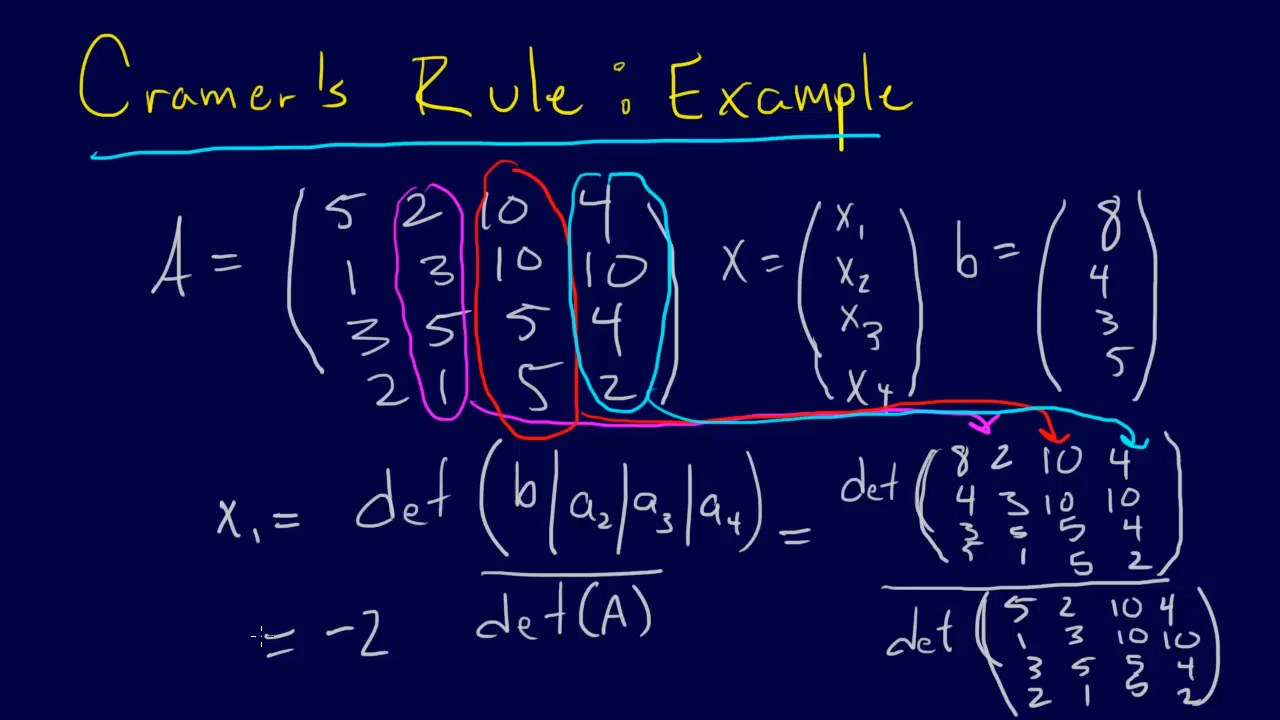 Cramer's Rule: Example
A = ( 5 2 10 4 ) x = ( x₁ ) b = ( 8 )
1 3 10 10 x₂ 4
3 5 5 4 x₃ 3
2 1 5 2 x₄ 5
x₁ = det ( b | a₂ | a₃ | a₄ ) = det ( 8 2 10 4 )
4 3 10 10
3 5 5 4
5 1 5 2
det(A) det ( 5 2 10 4 )
1 3 10 10
3 5 5 4
2 1 5 2
= -2